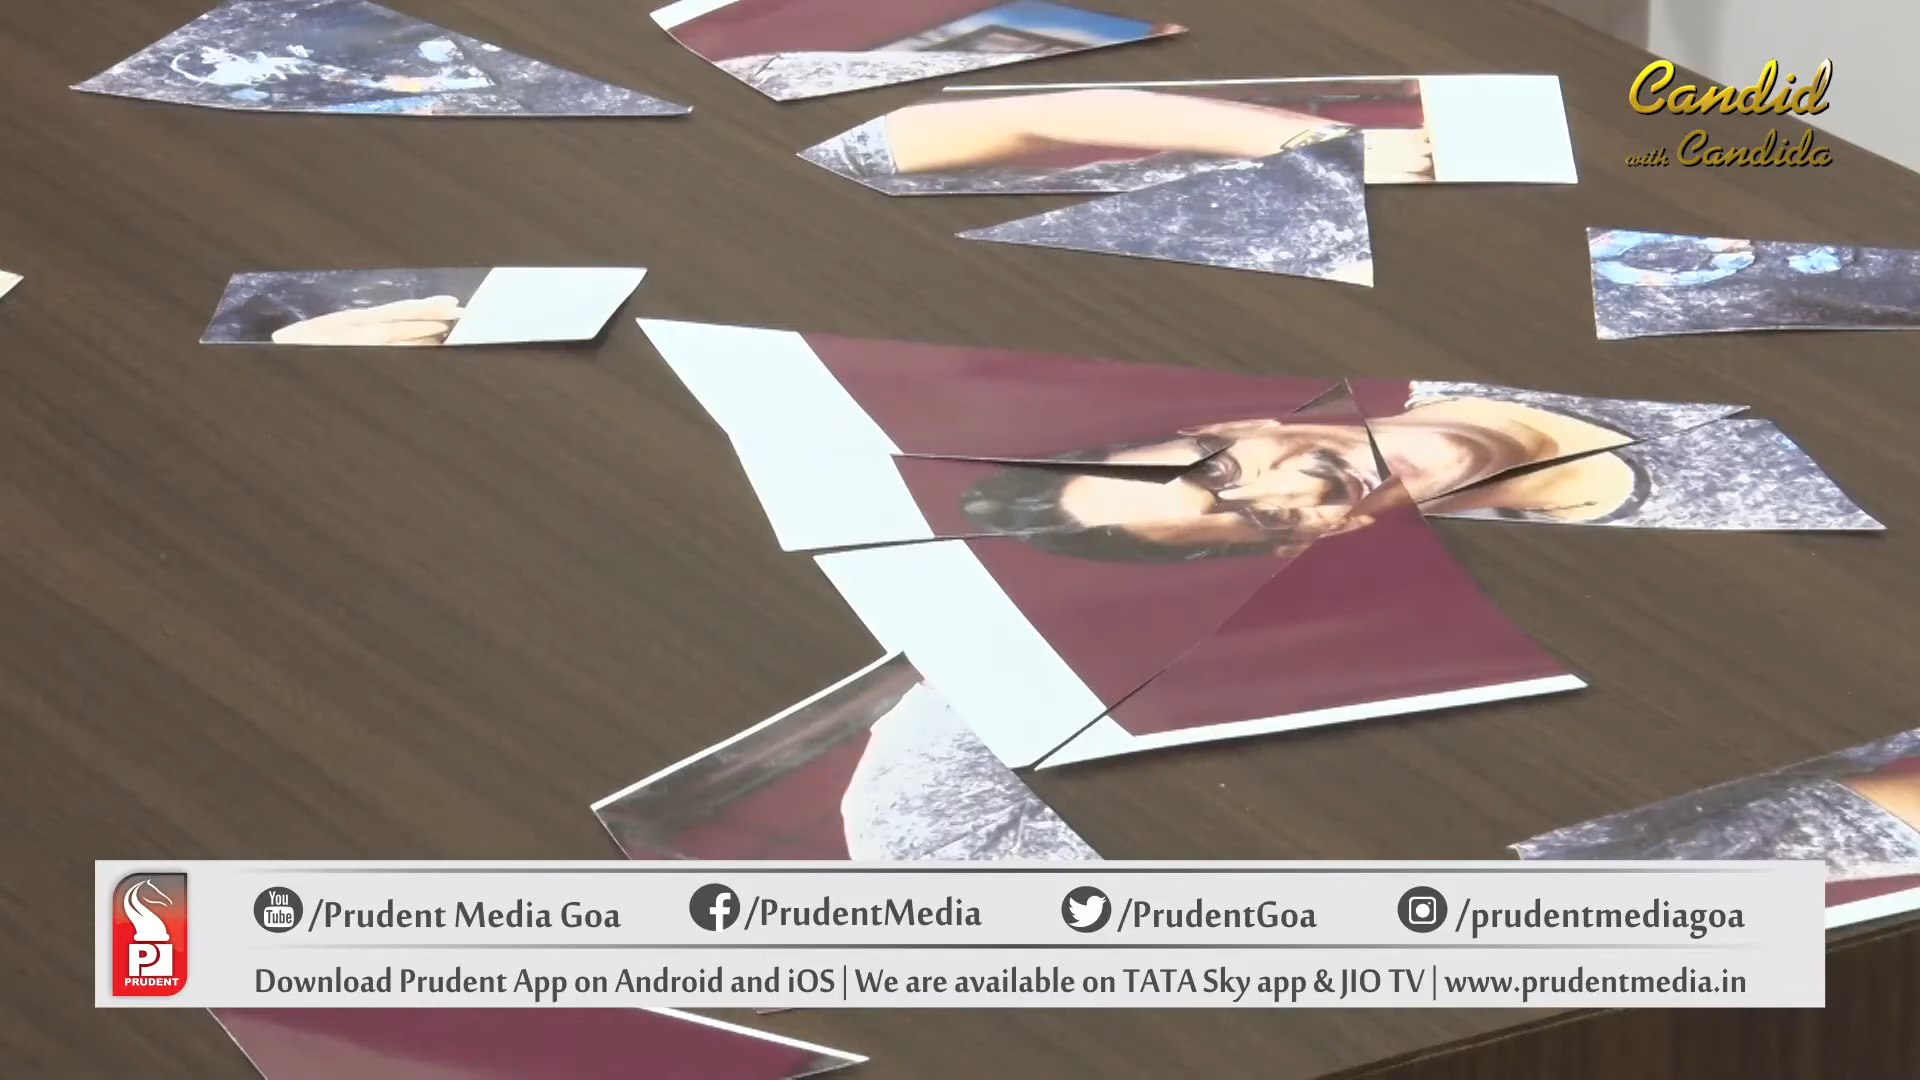 Candid
with Candida
You Tube /Prudent Media Goa /PrudentMedia /PrudentGoa /prudentmediagoa
PRUDENT
Download Prudent App on Android and iOS | We are available on TATA Sky app & JIO TV | www.prudentmedia.in